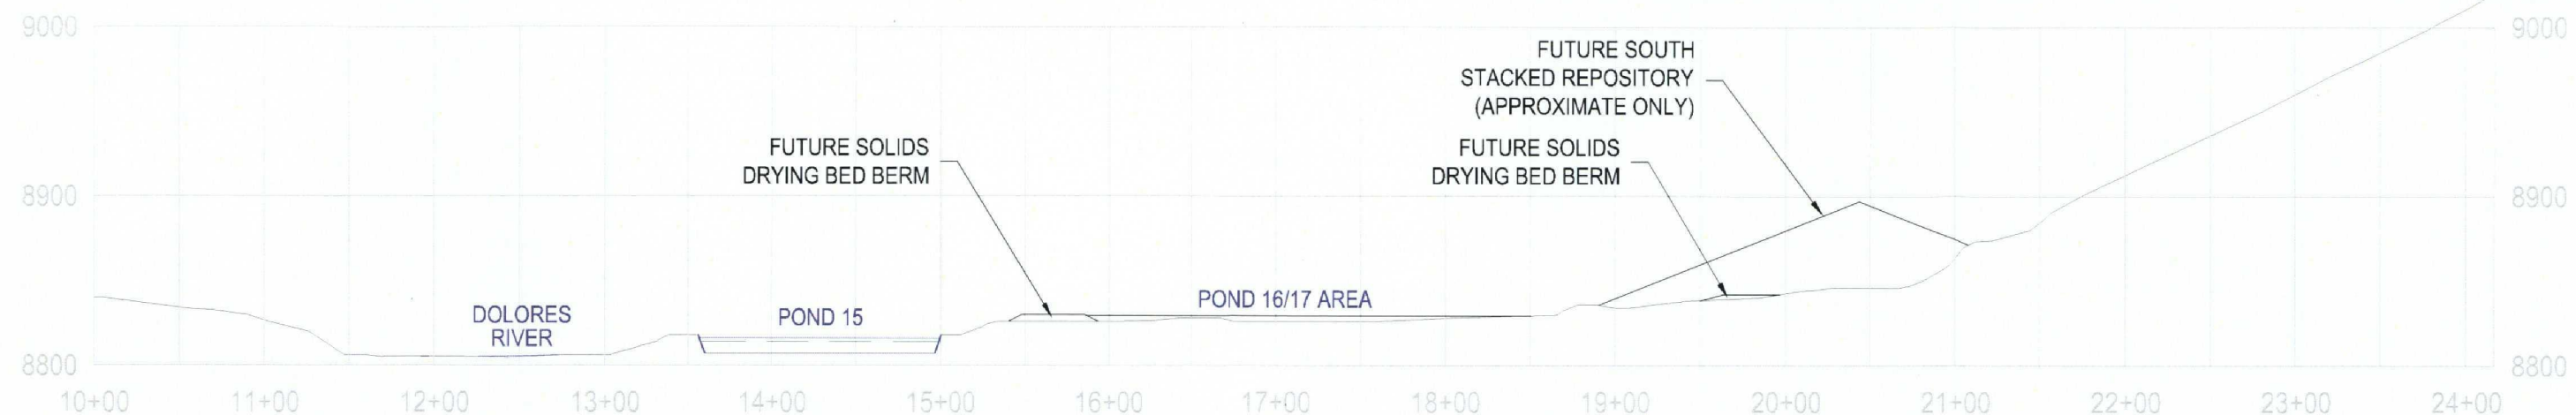 9000
9000
FUTURE SOUTH
STACKED REPOSITORY
(APPROXIMATE ONLY)
FUTURE SOLIDS
DRYING BED BERM
FUTURE SOLIDS
DRYING BED BERM
8900
8900
DOLORES
RIVER
POND 15
POND 16/17 AREA
8800
8800
10+00
11+00
12+00
13+00
14+00
15+00
16+00
17+00
18+00
19+00
20+00
21+00
22+00
23+00
24+00